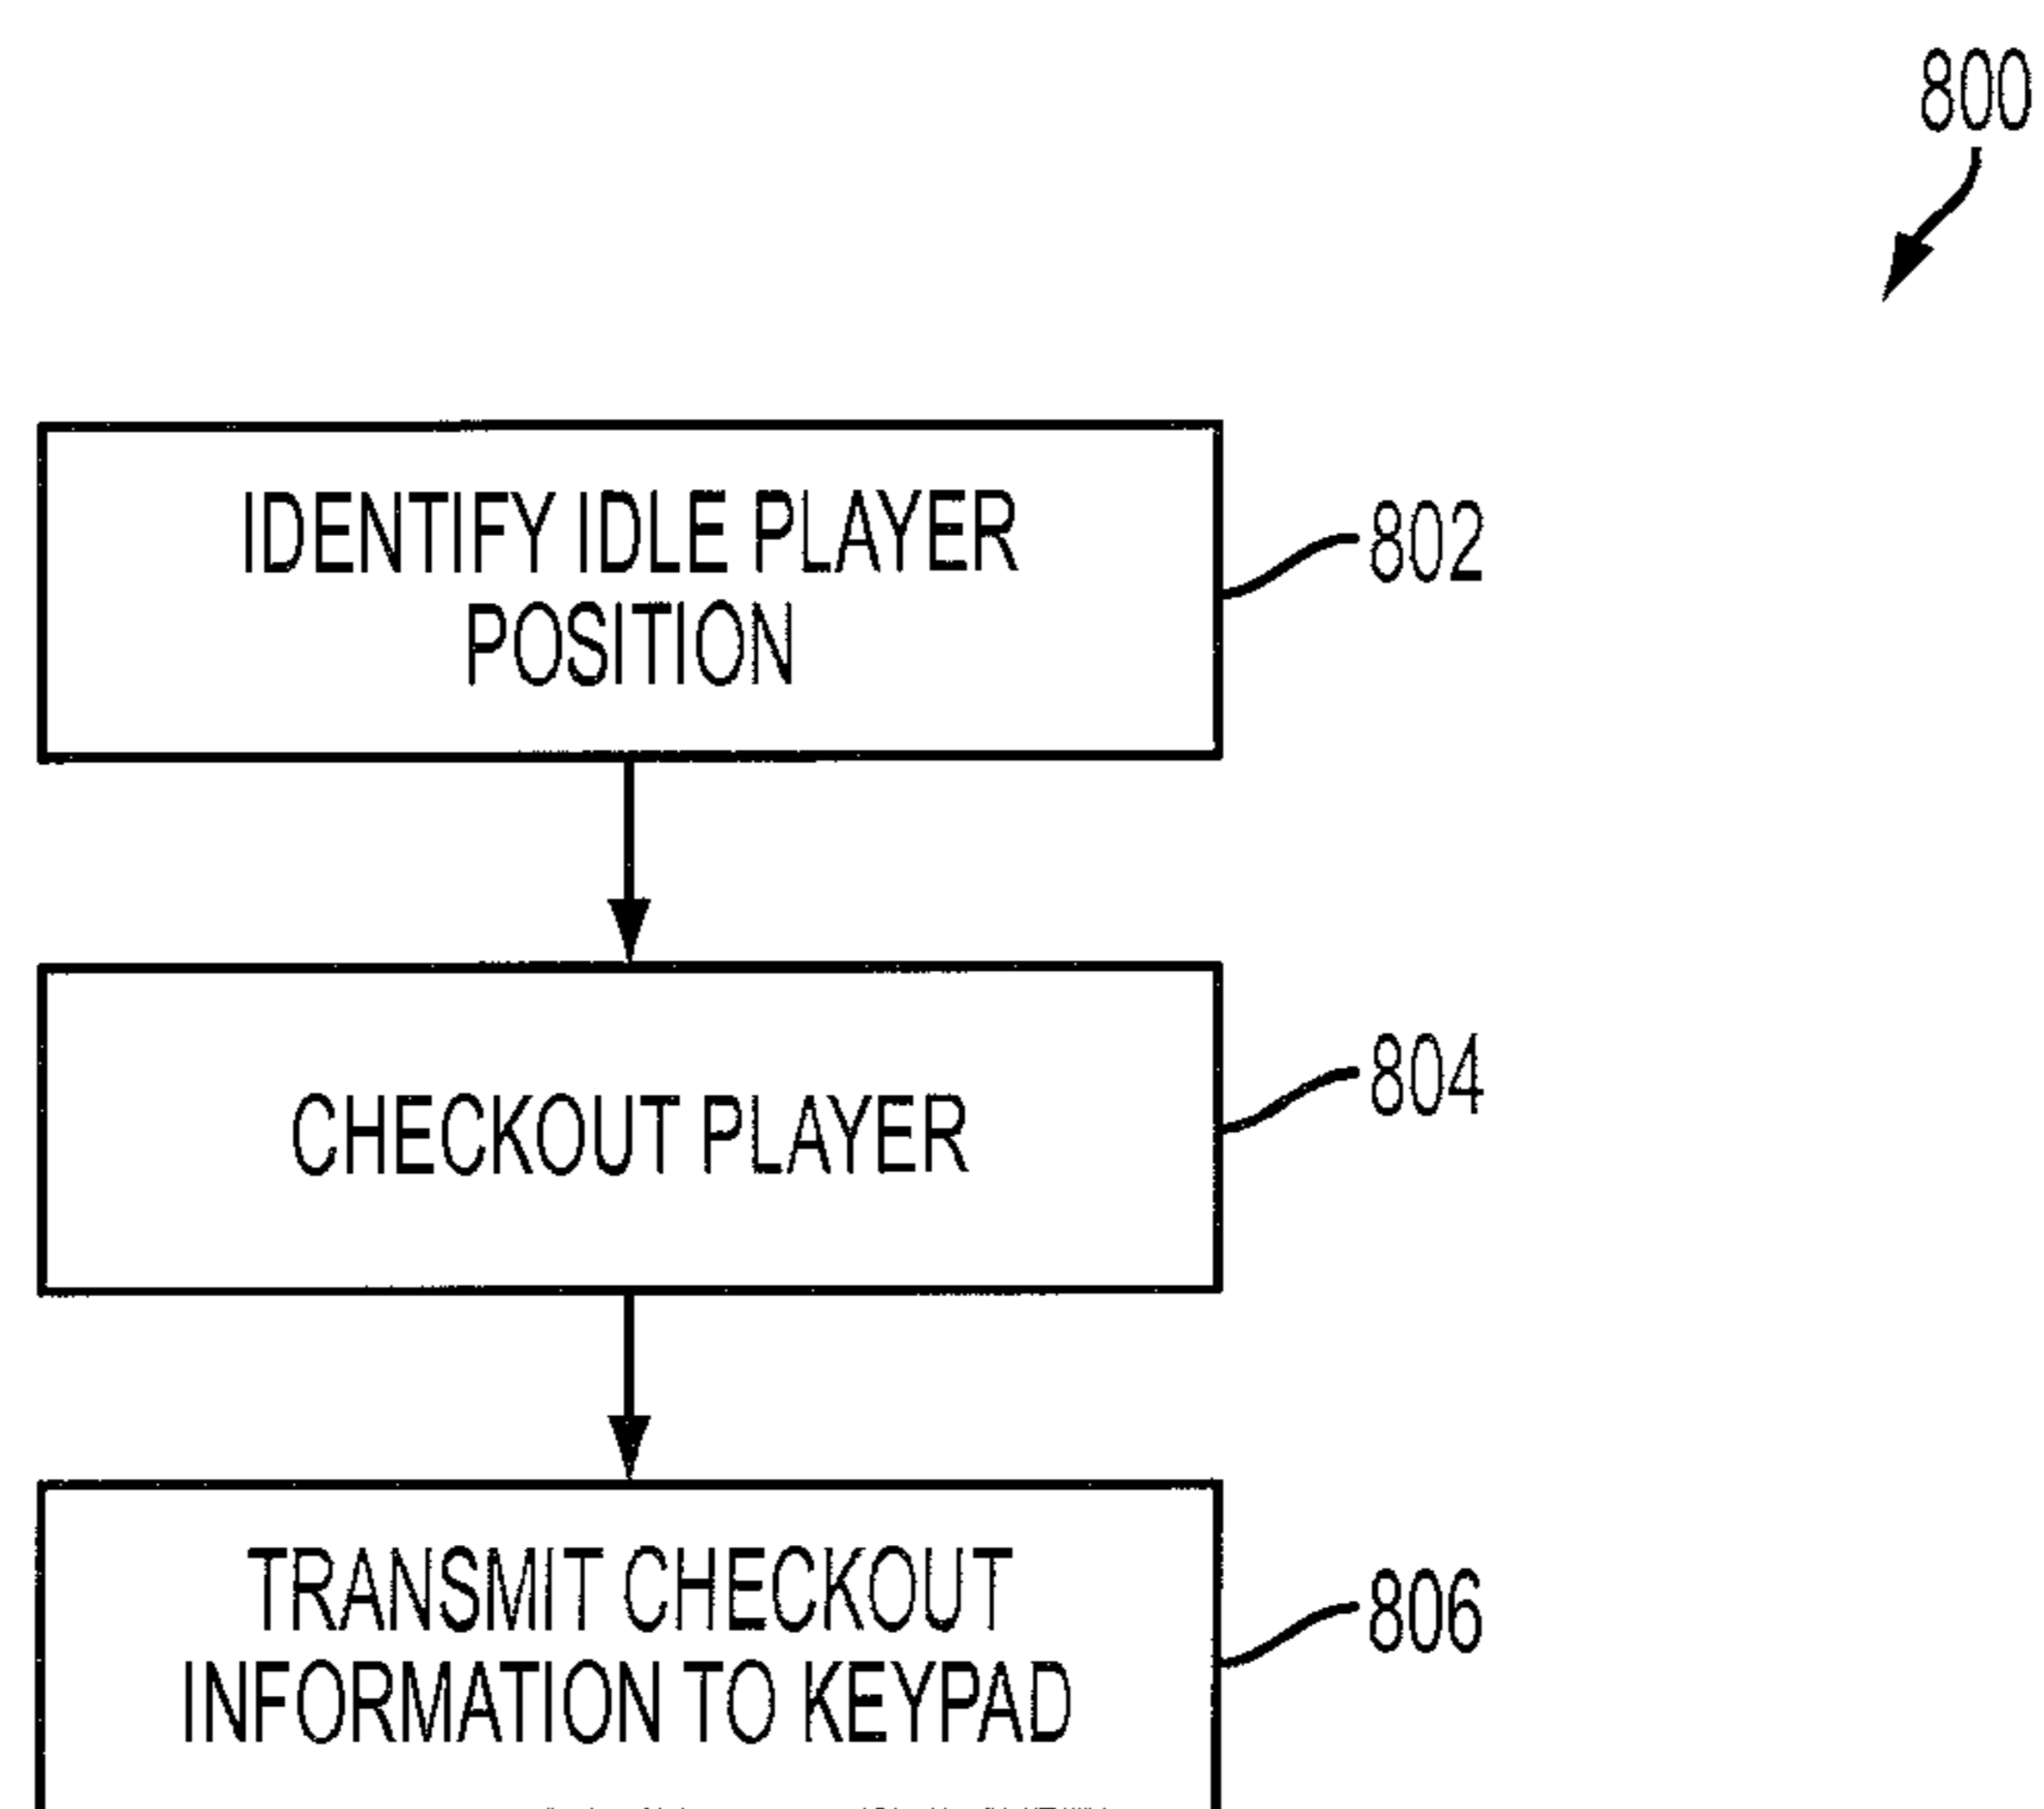 800
IDENTIFY IDLE PLAYER
POSITION
802
CHECKOUT PLAYER
804
TRANSMIT CHECKOUT
INFORMATION TO KEYPAD
806